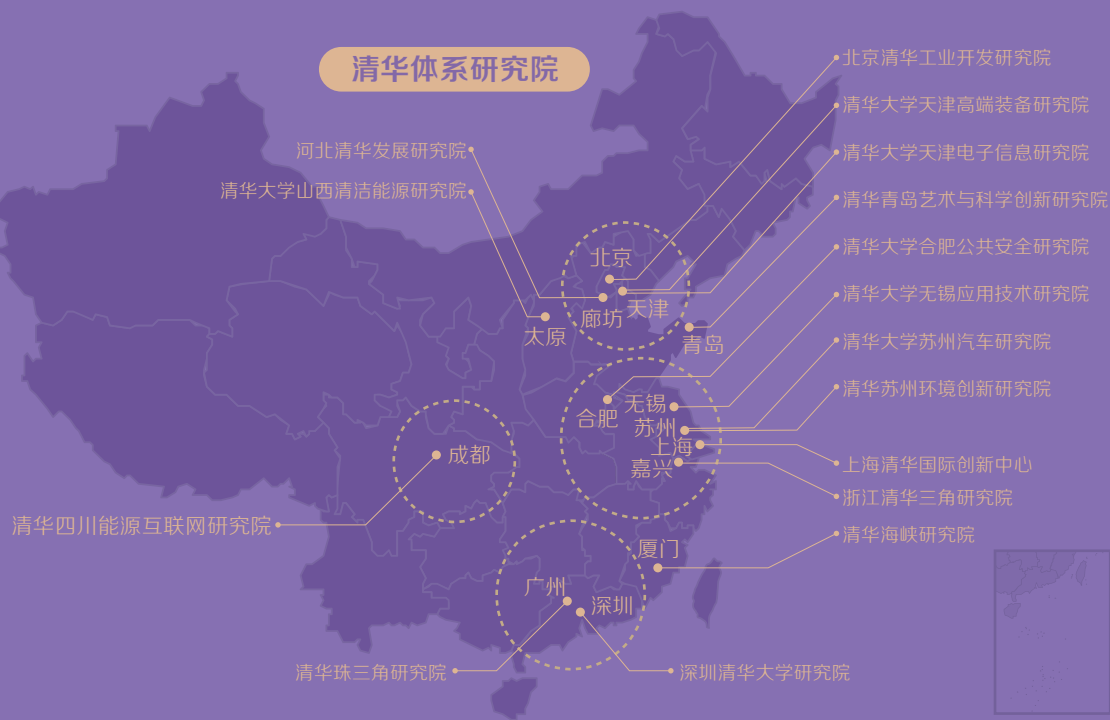 清华体系研究院
北京清华工业开发研究院
清华大学天津高端装备研究院
河北清华发展研究院
清华大学天津电子信息研究院
清华大学山西清洁能源研究院
清华青岛艺术与科学创新研究院
清华大学合肥公共安全研究院
北京
清华大学无锡应用技术研究院
天津
廊坊
太原
青岛
清华大学苏州汽车研究院
清华苏州环境创新研究院
无锡
合肥
苏州
上海
成都
嘉兴
上海清华国际创新中心
浙江清华三角研究院
清华四川能源互联网研究院
清华海峡研究院
厦门
广州
深圳
清华珠三角研究院
深圳清华大学研究院